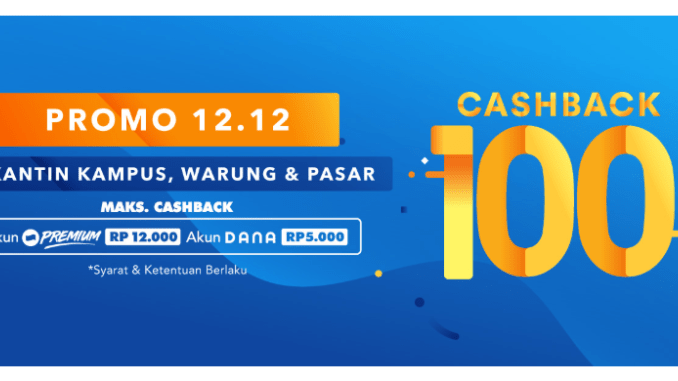 PROMO 12.12
KANTIN KAMPUS, WARUNG & PASAR
MAKS. CASHBACK
kun PREMIUM RP 12.000 Akun DANA RP5.000
*Syarat & Ketentuan Berlaku
CASHBACK
100